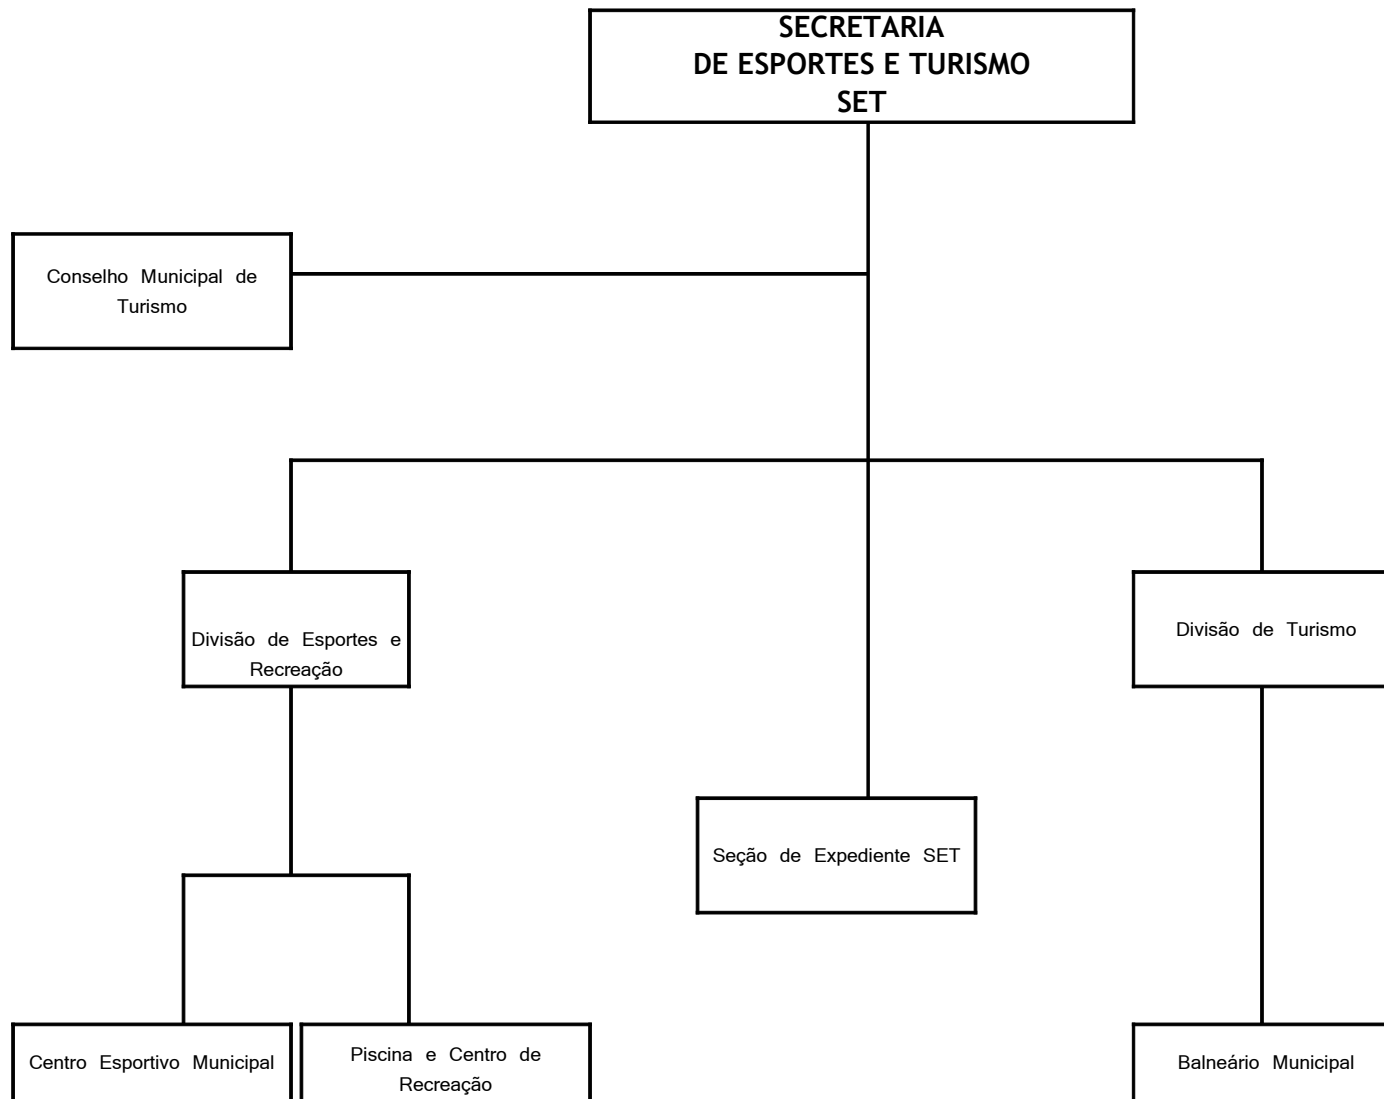 SECRETARIA
DE ESPORTES E TURISMO
SET
Conselho Municipal de
Turismo
Divisão de Esportes e
Recreação
Divisão de Turismo
Seção de Expediente SET
Centro Esportivo Municipal
Piscina e Centro de
Recreação
Balneário Municipal